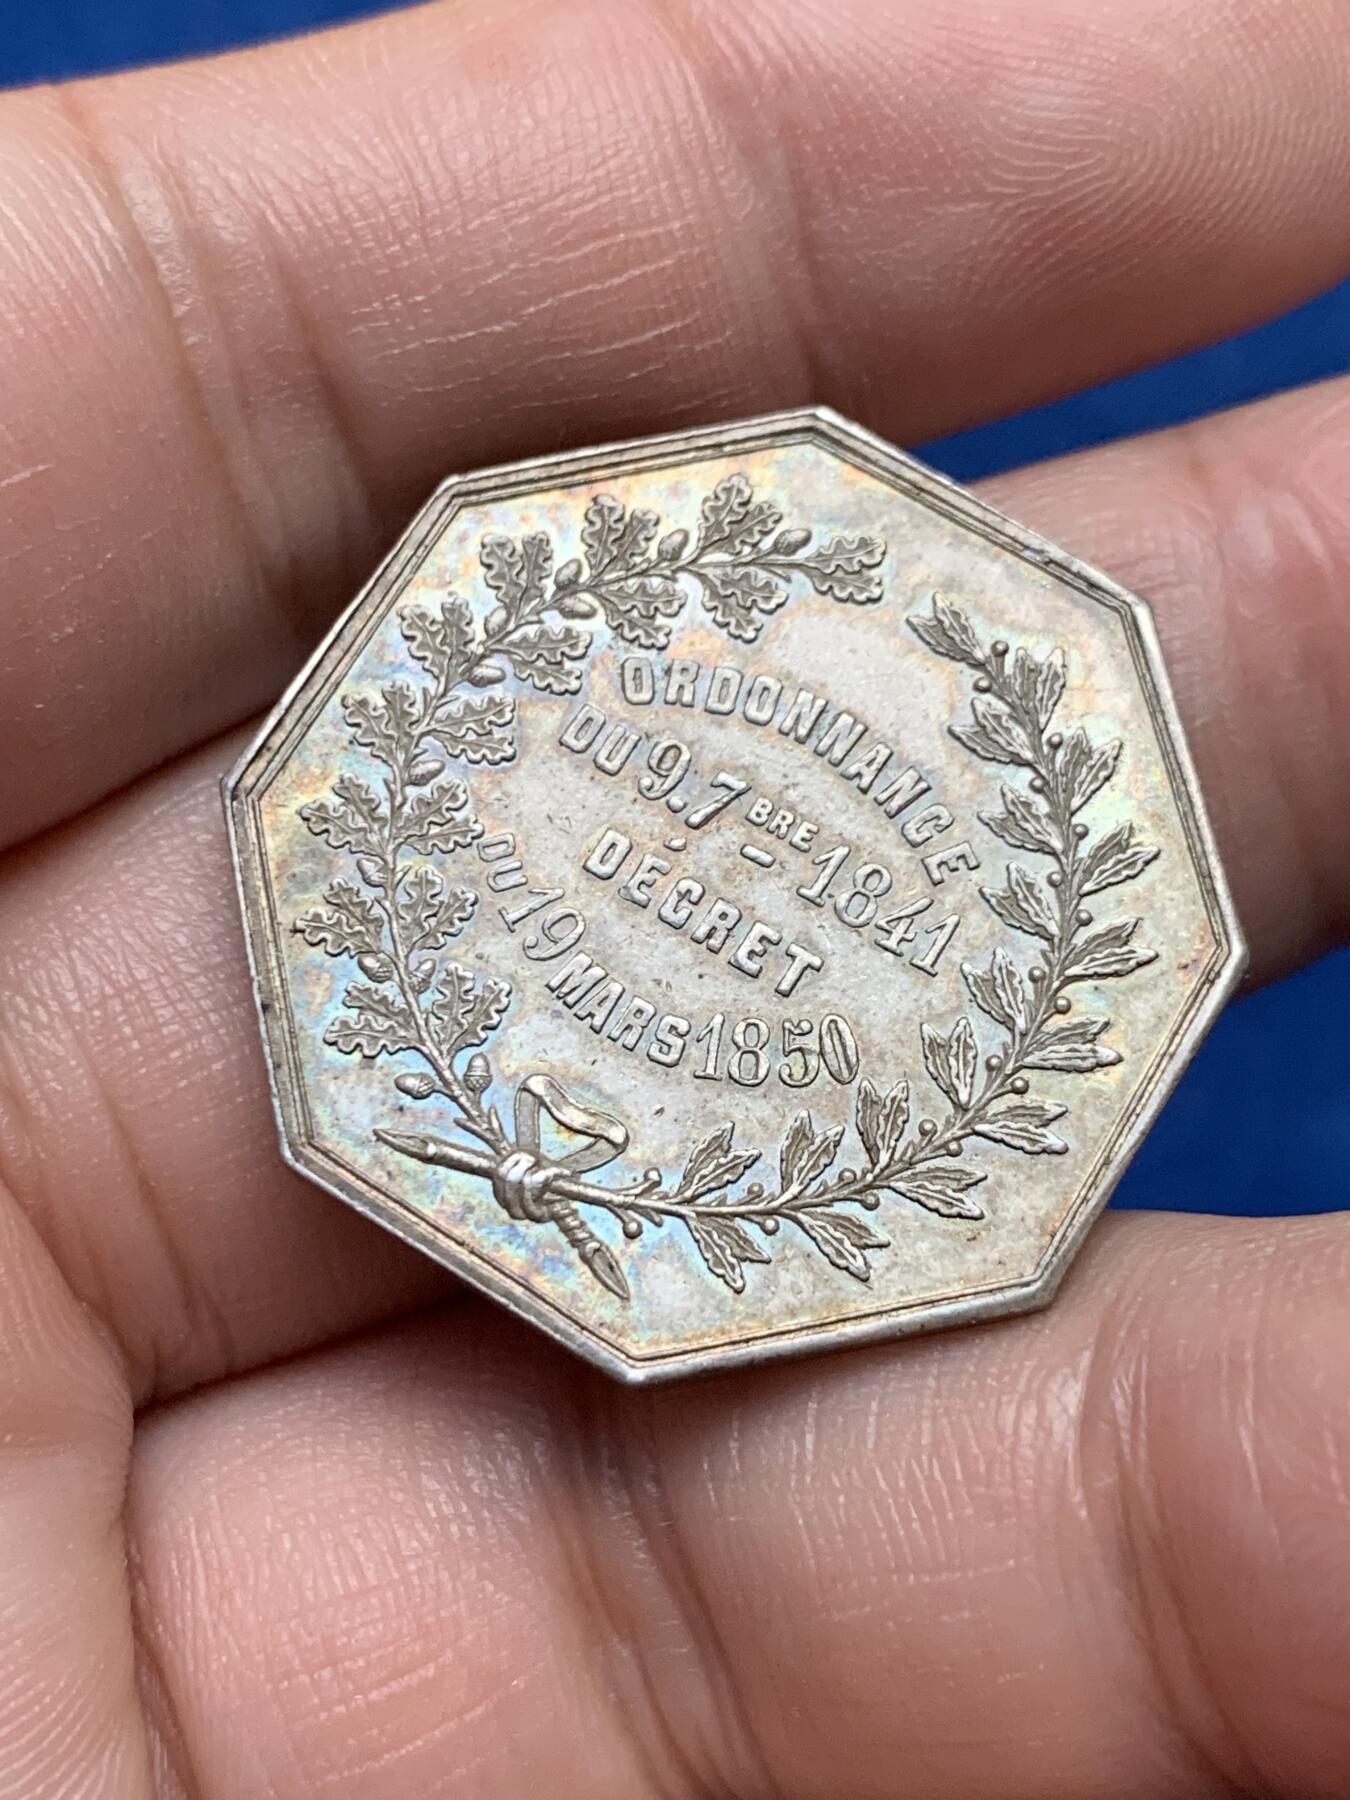 ORDONNANCE
DU 9. 7BRE 1841
DÉCRET
DU 19 MARS 1850